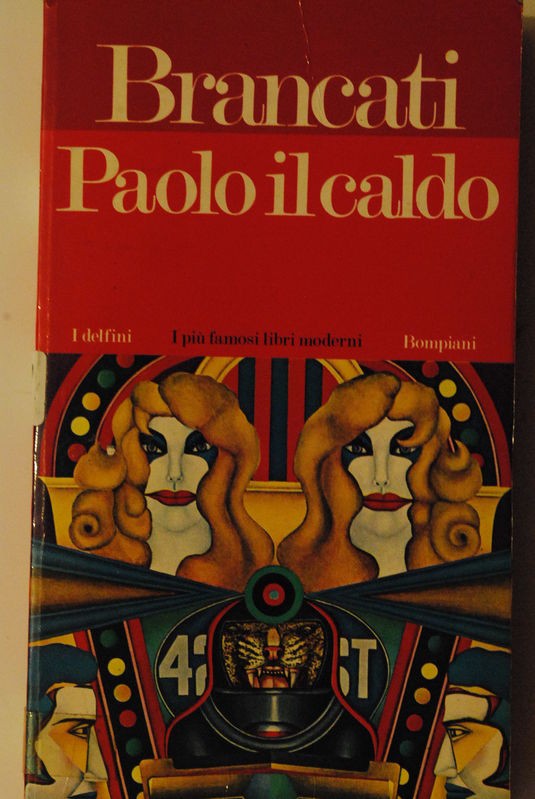 Brancati
Paolo il caldo
I delfini I più famosi libri moderni Bompiani
42 ST